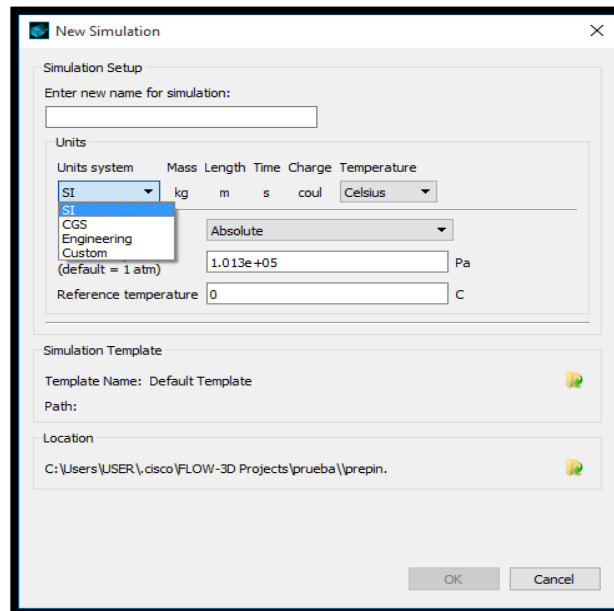 New Simulation
Simulation Setup
Enter new name for simulation:
Units
Units system Mass Length Time Charge Temperature
SI kg m s coul Celsius
SI
CGS
Engineering
Custom
Absolute
(default = 1 atm) 1.013e+05 Pa
Reference temperature 0 C
Simulation Template
Template Name: Default Template
Path:
Location
C:\Users\USER\.cisco\FLOW-3D Projects\prueba\\prepin.
OK Cancel